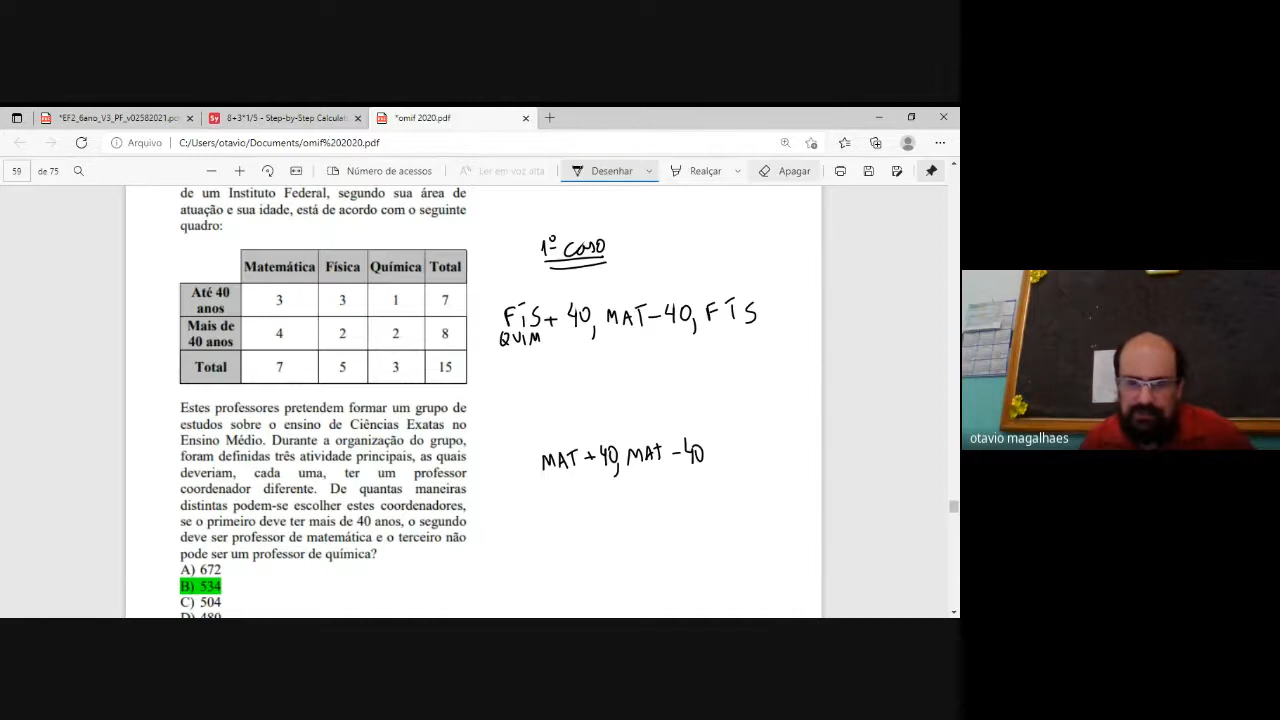 *EF2_6ano_V3_PF_v02582021.pd
8+3*1/5 - Step-by-Step Calculat
*omif 2020.pdf
Arquivo
C:/Users/otavio/Documents/omif%202020.pdf
59
de 75
Número de acessos
Ler em voz alta
Desenhar
Realçar
Apagar
de um Instituto Federal, segundo sua área de
atuação e sua idade, está de acordo com o seguinte
quadro:
Matemática Física Química Total
Até 40 anos 3 3 1 7
Mais de 40 anos 4 2 2 8
Total 7 5 3 15
Estes professores pretendem formar um grupo de
estudos sobre o ensino de Ciências Exatas no
Ensino Médio. Durante a organização do grupo,
foram definidas três atividade principais, as quais
deveriam, cada uma, ter um professor
coordenador diferente. De quantas maneiras
distintas podem-se escolher estes coordenadores,
se o primeiro deve ter mais de 40 anos, o segundo
deve ser professor de matemática e o terceiro não
pode ser um professor de química?
A) 672
B) 534
C) 504
D) 480
1º caso
FÍS+ 40, MAT-40, FÍS
QUIM
MAT +40, MAT -40
otavio magalhaes